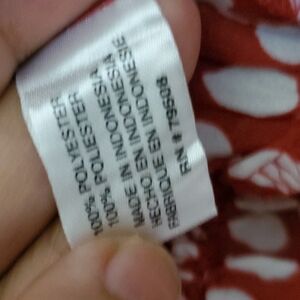 100% POLYESTER
100% POLIESTER
MADE IN INDONESIA
HECHO EN INDONESIA
FABRIQUE EN INDONESIE
RN # 79508